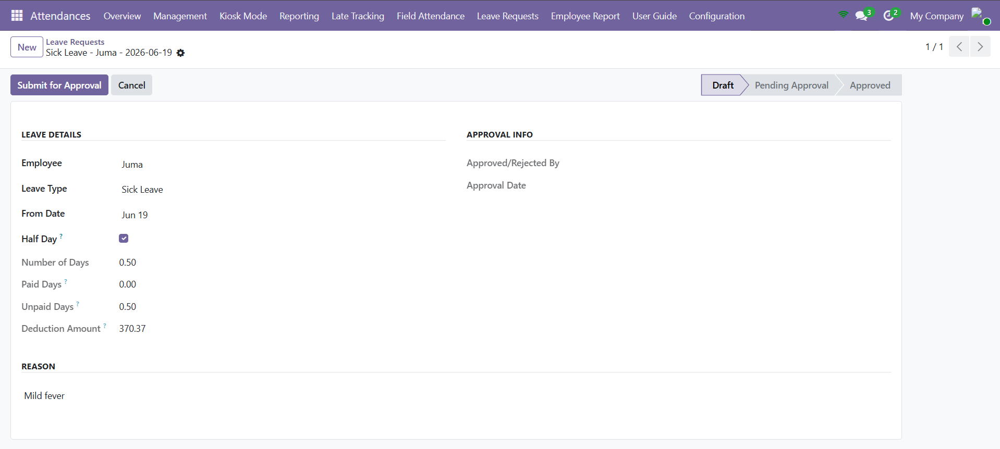 Attendances Overview Management Kiosk Mode Reporting Late Tracking Field Attendance Leave Requests Employee Report User Guide Configuration 3 2 My Company
New Leave Requests
Sick Leave - Juma - 2026-06-19
1 / 1
Submit for Approval Cancel Draft Pending Approval Approved
LEAVE DETAILS
Employee Juma
Leave Type Sick Leave
From Date Jun 19
Half Day ?
Number of Days 0.50
Paid Days ? 0.00
Unpaid Days ? 0.50
Deduction Amount ? 370.37
APPROVAL INFO
Approved/Rejected By
Approval Date
REASON
Mild fever